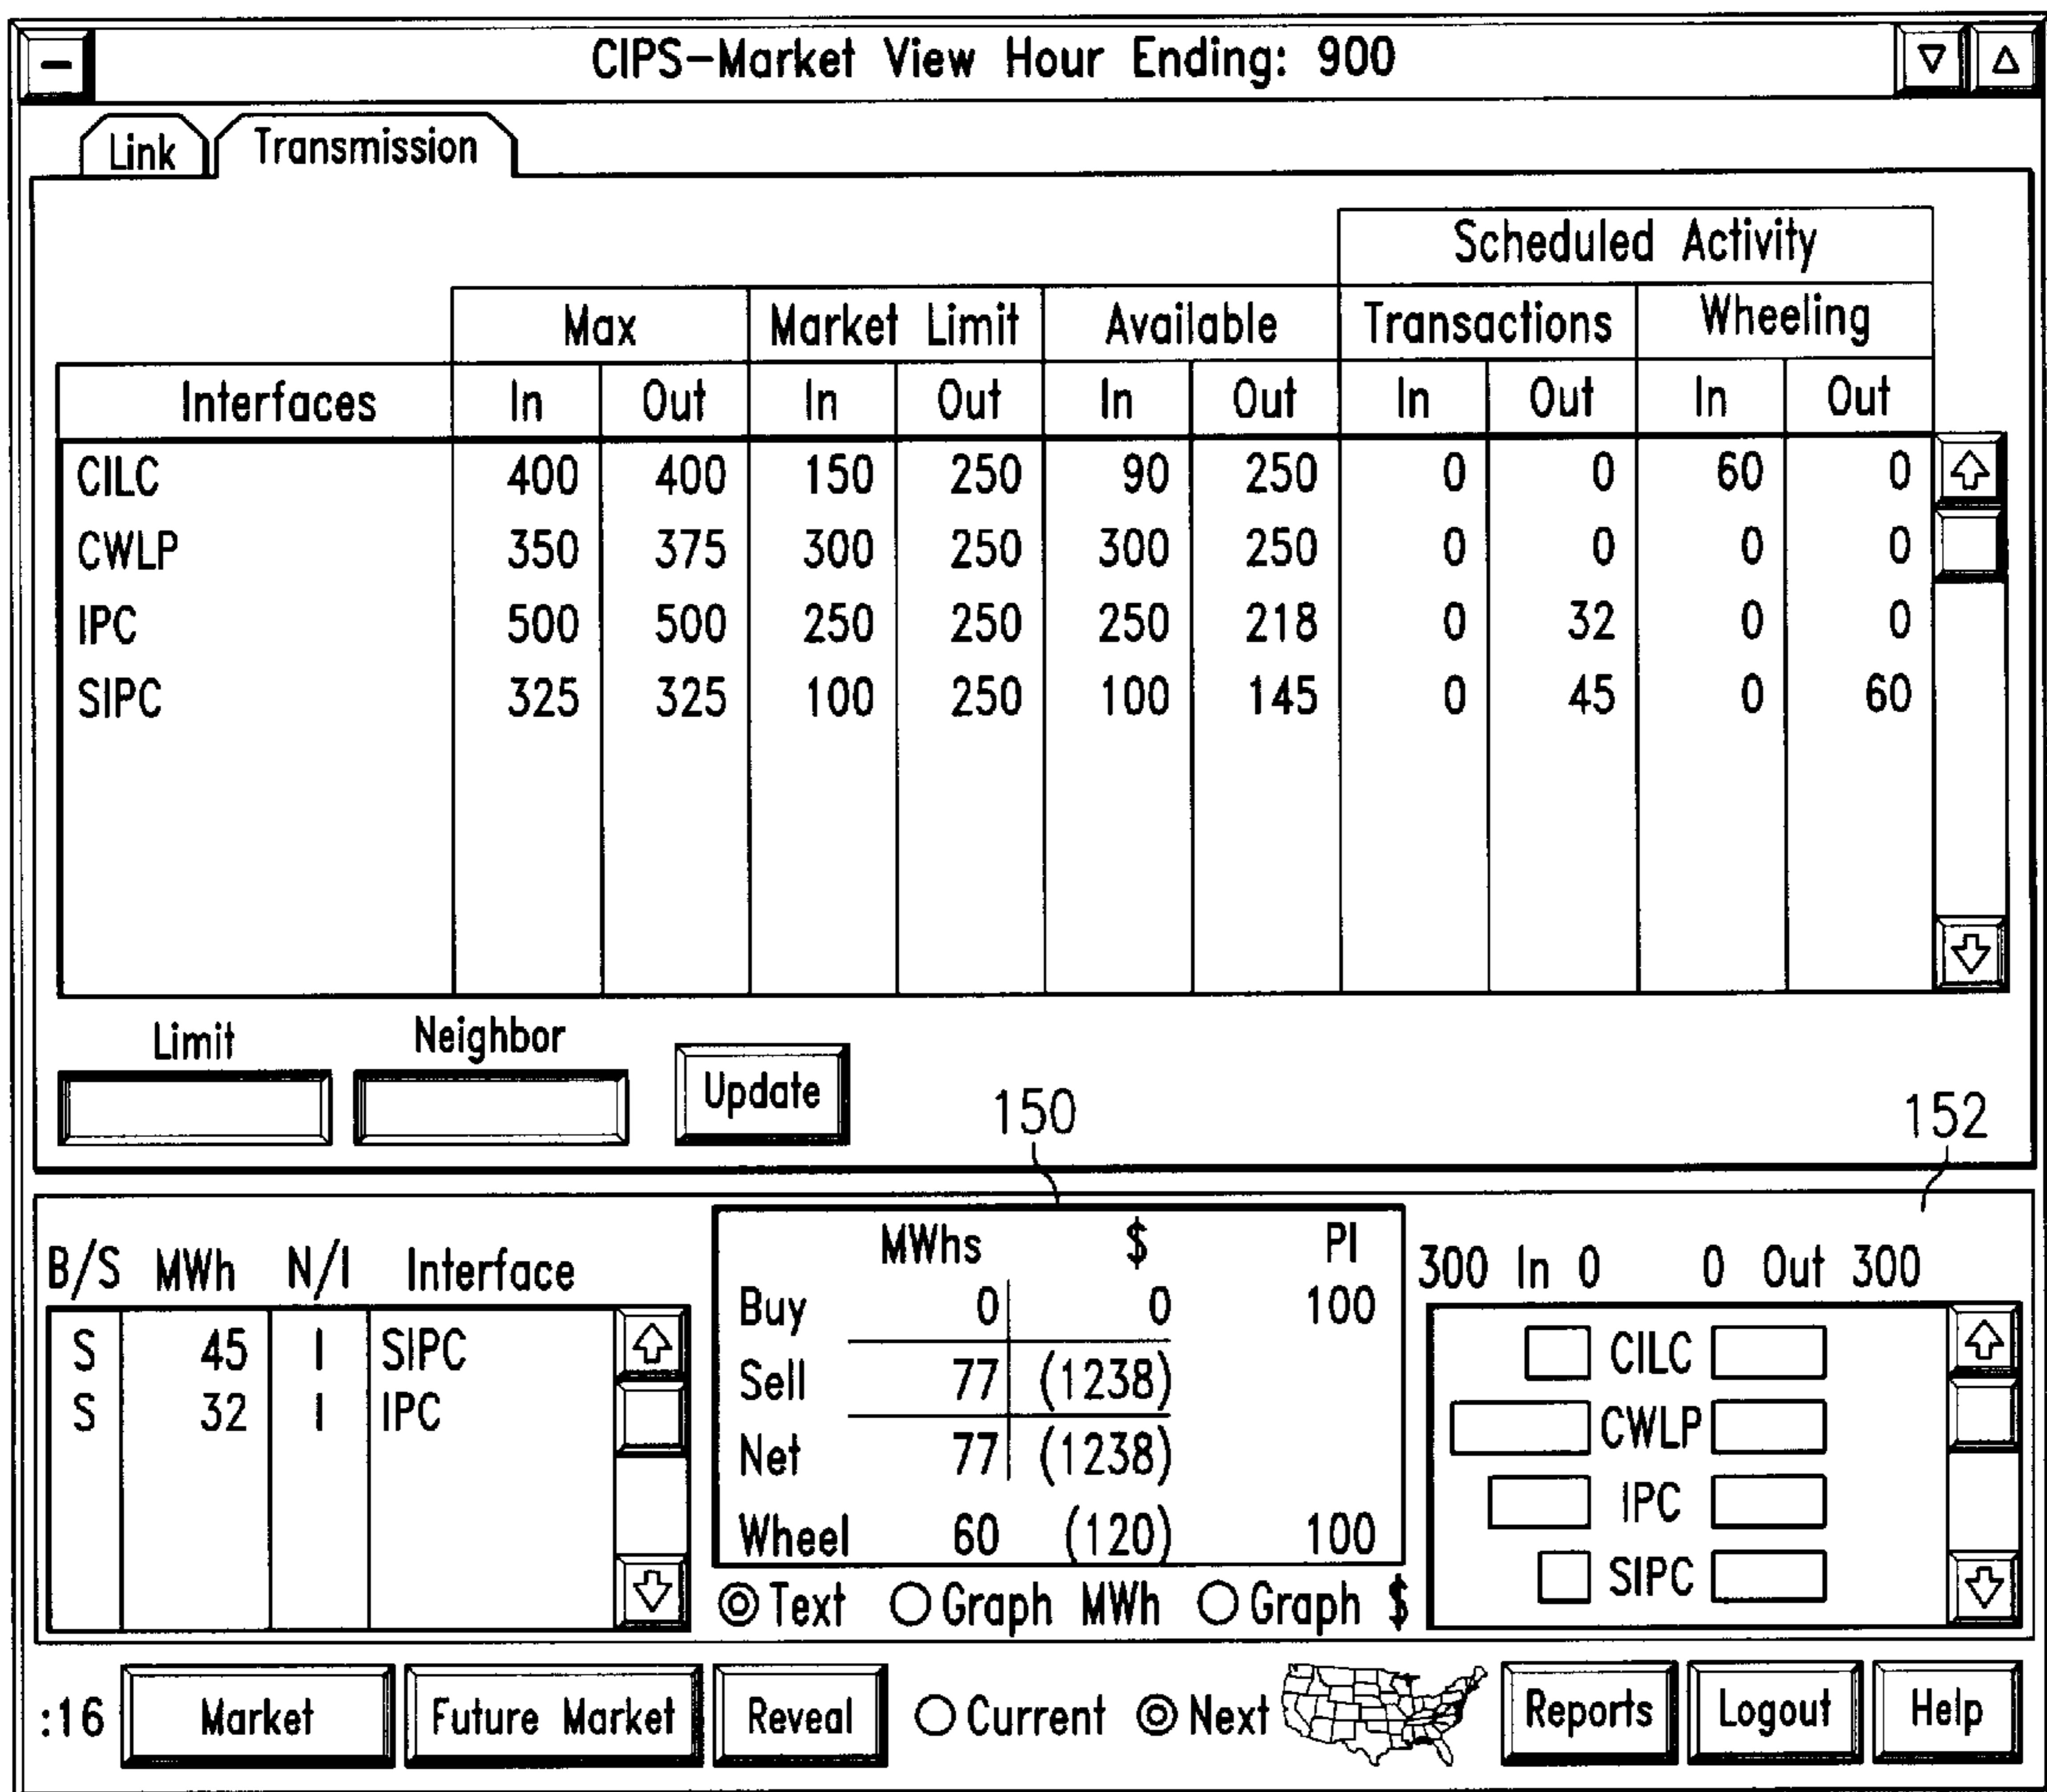 CIPS-Market View Hour Ending: 900
Link Transmission
Scheduled Activity
Max Market Limit Available Transactions Wheeling
Interfaces In Out In Out In Out In Out In Out
CILC 400 400 150 250 90 250 0 0 60 0
CWLP 350 375 300 250 300 250 0 0 0 0
IPC 500 500 250 250 250 218 0 32 0 0
SIPC 325 325 100 250 100 145 0 45 0 60
Limit Neighbor
Update
150 152
B/S MWh N/I Interface
S 45 I SIPC
S 32 I IPC
MWhs $ PI
Buy 0 0 100
Sell 77 (1238)
Net 77 (1238)
Wheel 60 (120) 100
Text Graph MWh Graph $
300 In 0 0 Out 300
CILC
CWLP
IPC
SIPC
:16 Market Future Market Reveal Current Next Reports Logout Help